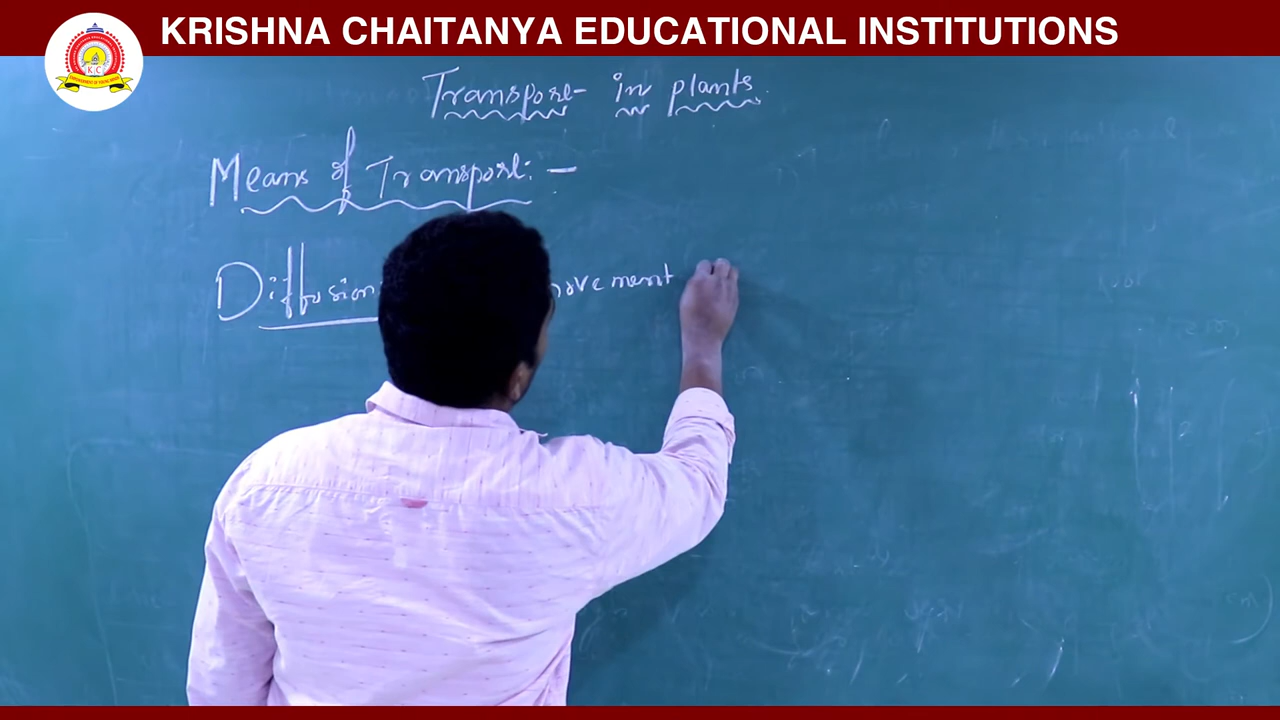 KRISHNA CHAITANYA EDUCATIONAL INSTITUTIONS
K C
Transport in plants
Means of Transport: -
Diffusion movement